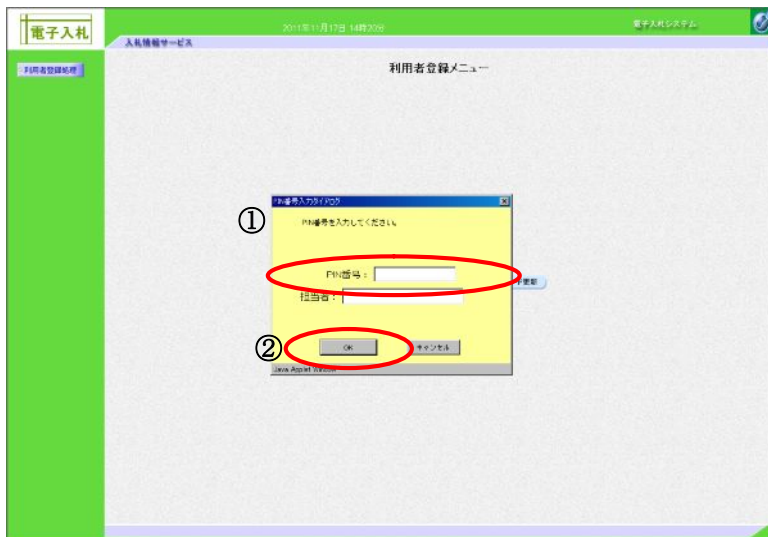 電子入札
2011年11月17日 14時20分
電子入札システム
入札情報サービス
利用者登録処理
利用者登録メニュー
PIN番号入力ダイアログ
①
PIN番号を入力してください。
PIN番号：
更新
担当者：
②
OK
キャンセル
Java Applet Window